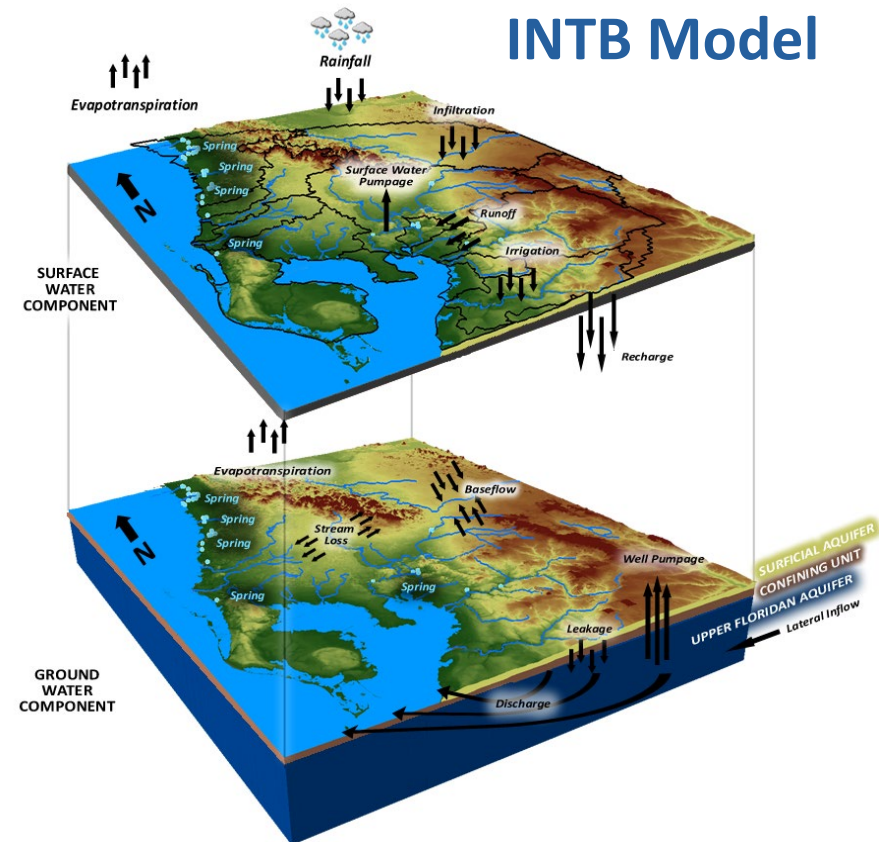 INTB Model
Rainfall
Evapotranspiration
Infiltration
Spring
Spring
Surface Water
Pumpage
Spring
N
Runoff
Spring
Irrigation
SURFACE
WATER
COMPONENT
Recharge
Evapotranspiration
Baseflow
Spring
Stream
Loss
N
Spring
Well Pumpage
Spring
Spring
SURFICIAL AQUIFER
CONFINING UNIT
UPPER FLORIDAN AQUIFER
Lateral Inflow
Leakage
GROUND
WATER
COMPONENT
Discharge